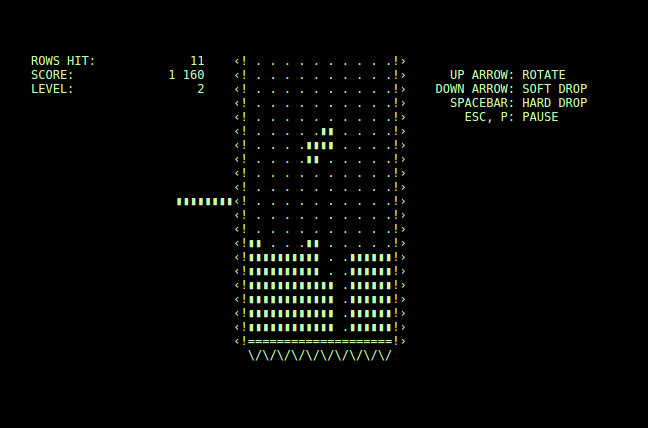 ROWS HIT: 11
SCORE: 1 160
LEVEL: 2
UP ARROW: ROTATE
DOWN ARROW: SOFT DROP
SPACEBAR: HARD DROP
ESC, P: PAUSE